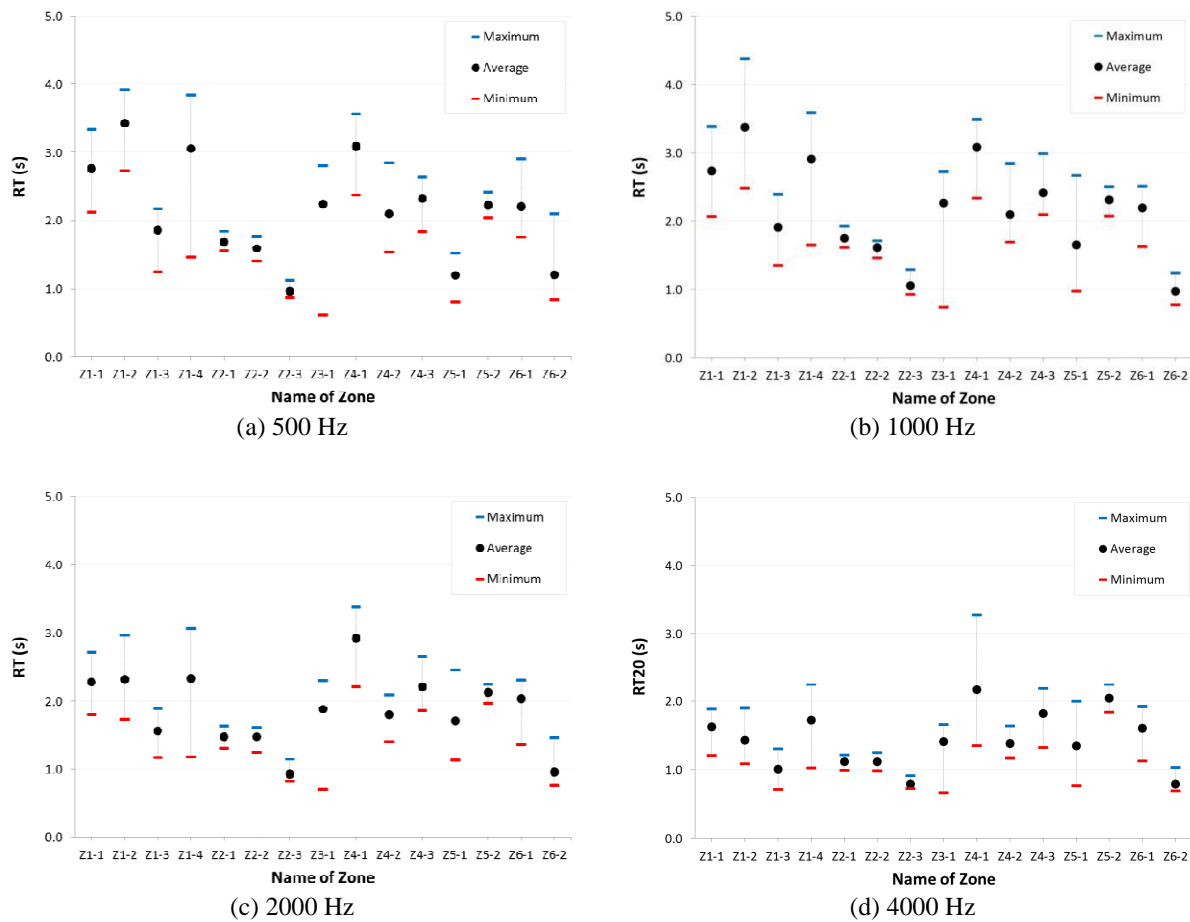 5.0
4.0
3.0
2.0
1.0
0.0
RT (s)
Maximum
Average
Minimum
Z1-1 Z1-2 Z1-3 Z1-4 Z2-1 Z2-2 Z2-3 Z3-1 Z4-1 Z4-2 Z4-3 Z5-1 Z5-2 Z6-1 Z6-2
Name of Zone
(a) 500 Hz
5.0
4.0
3.0
2.0
1.0
0.0
RT (s)
Maximum
Average
Minimum
Z1-1 Z1-2 Z1-3 Z1-4 Z2-1 Z2-2 Z2-3 Z3-1 Z4-1 Z4-2 Z4-3 Z5-1 Z5-2 Z6-1 Z6-2
Name of Zone
(b) 1000 Hz
5.0
4.0
3.0
2.0
1.0
0.0
RT (s)
Maximum
Average
Minimum
Z1-1 Z1-2 Z1-3 Z1-4 Z2-1 Z2-2 Z2-3 Z3-1 Z4-1 Z4-2 Z4-3 Z5-1 Z5-2 Z6-1 Z6-2
Name of Zone
(c) 2000 Hz
5.0
4.0
3.0
2.0
1.0
0.0
RT20 (s)
Maximum
Average
Minimum
Z1-1 Z1-2 Z1-3 Z1-4 Z2-1 Z2-2 Z2-3 Z3-1 Z4-1 Z4-2 Z4-3 Z5-1 Z5-2 Z6-1 Z6-2
Name of Zone
(d) 4000 Hz